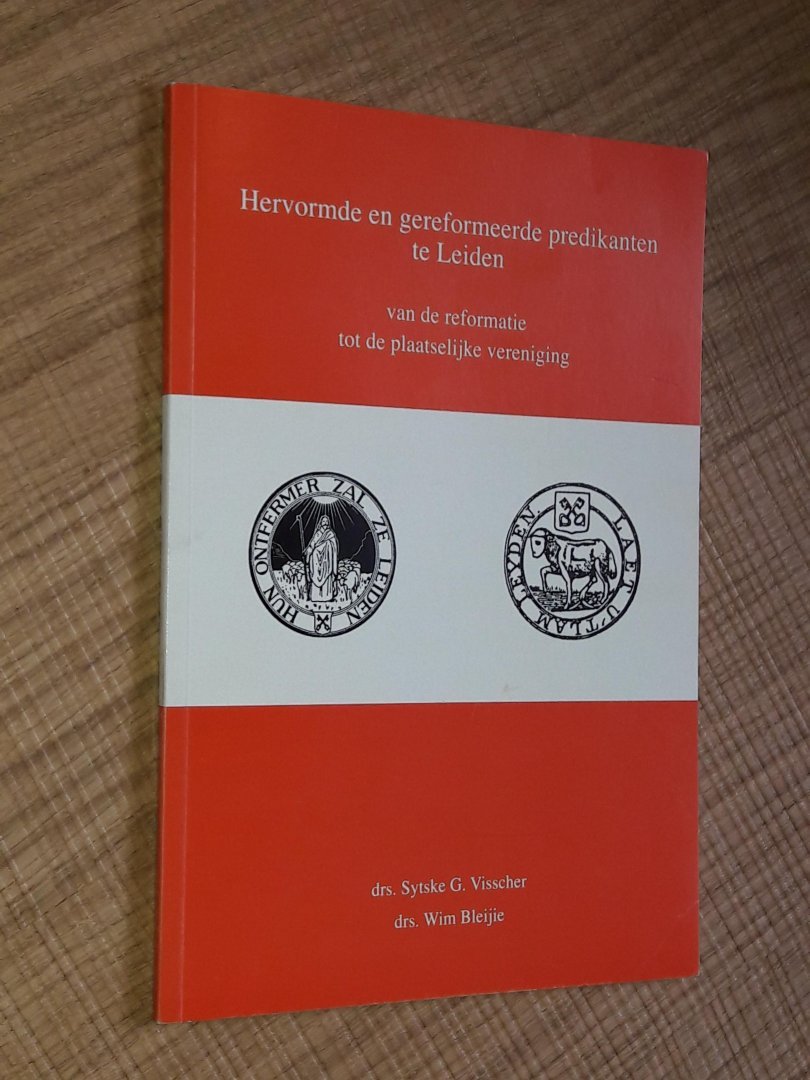 Hervormde en gereformeerde predikanten
te Leiden
van de reformatie
tot de plaatselijke vereniging
HUN ONTFERMER ZAL ZE LEIDEN
LAET U'TLAM LEYDEN.
drs. Sytske G. Visscher
drs. Wim Bleijie